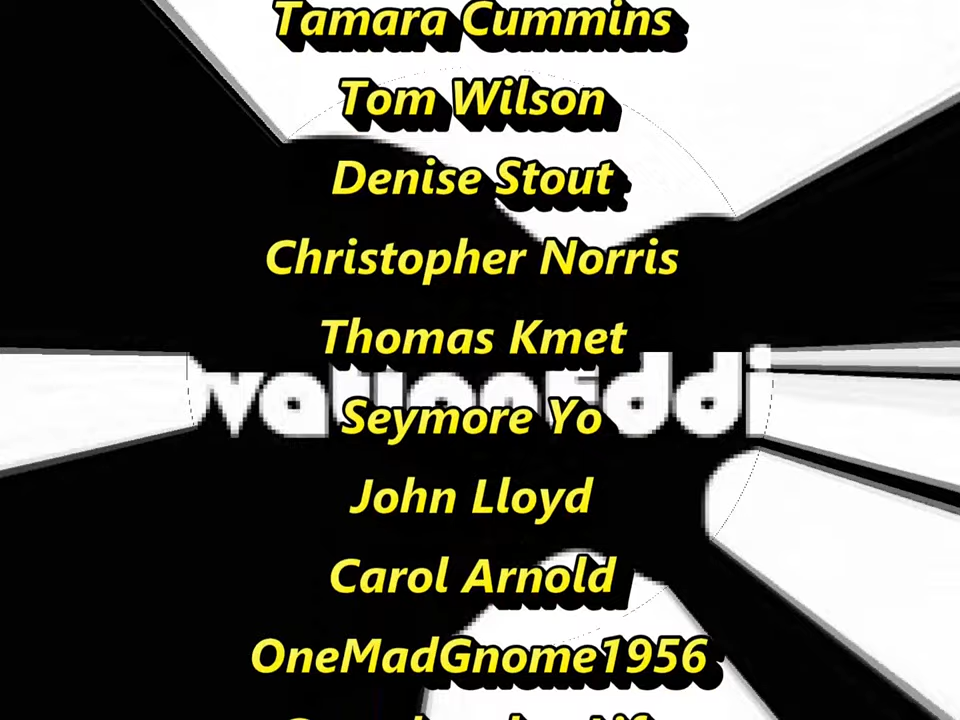 Tamara Cummins
Tom Wilson
Denise Stout
Christopher Norris
Thomas Kmet
Seymore Yo
John Lloyd
Carol Arnold
OneMadGnome1956